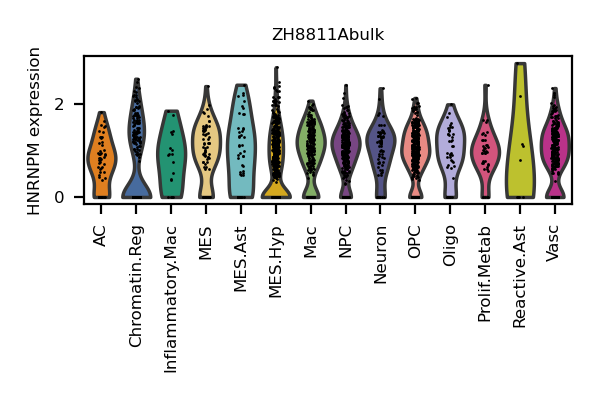 ZH8811Abulk
HNRNPM expression
2
0
AC
Chromatin.Reg
Inflammatory.Mac
MES
MES.Ast
MES.Hyp
Mac
NPC
Neuron
OPC
Oligo
Prolif.Metab
Reactive.Ast
Vasc